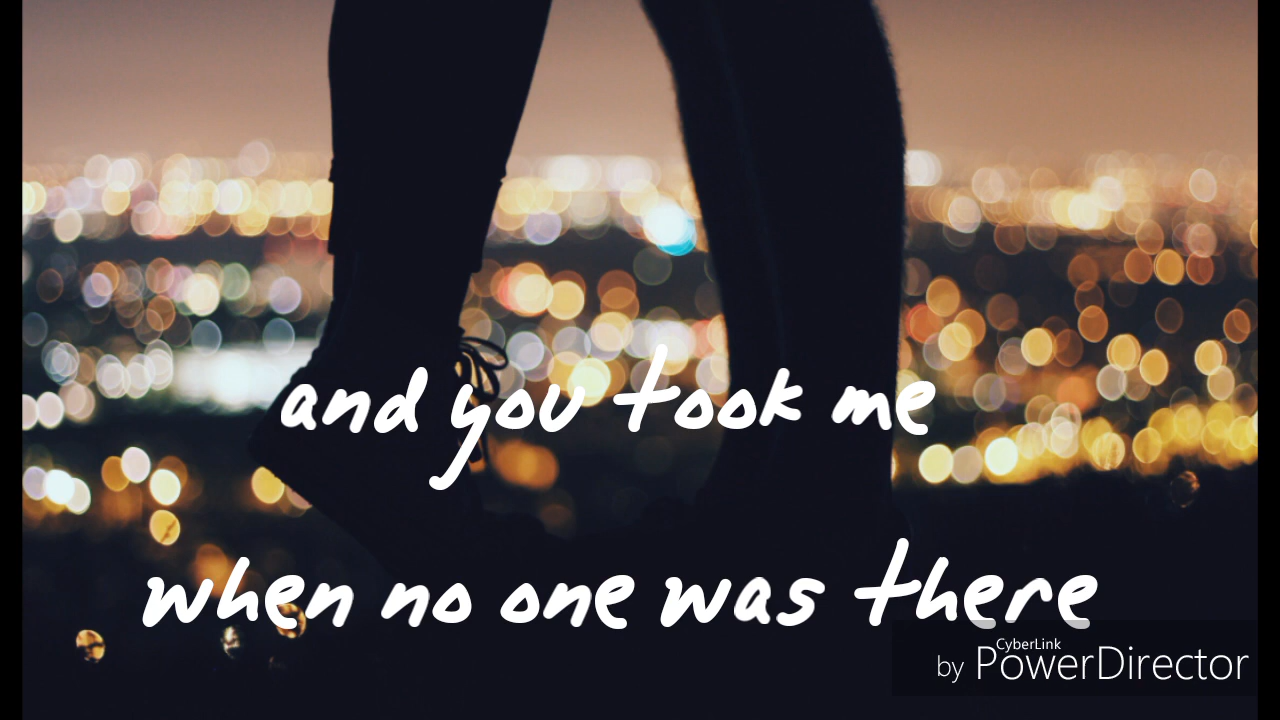 and you took me
when no one was there
CyberLink
by PowerDirector